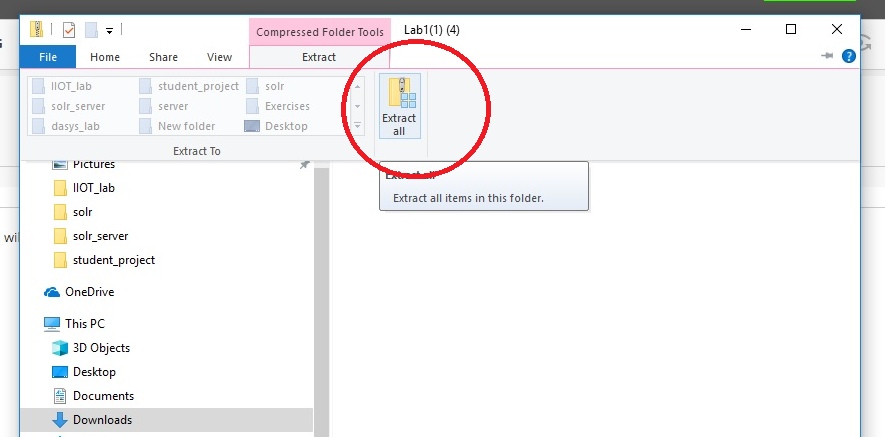 Compressed Folder Tools
Lab1(1) (4)
File
Home
Share
View
Extract
IIOT_lab
student_project
solr
solr_server
server
Exercises
dasys_lab
New folder
Desktop
Extract To
Extract
all
Extract all
Extract all items in this folder.
Pictures
IIOT_lab
solr
solr_server
student_project
OneDrive
This PC
3D Objects
Desktop
Documents
Downloads